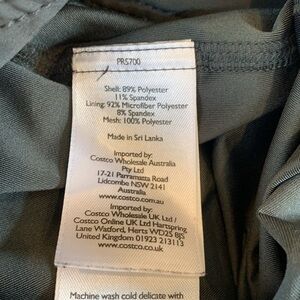 PRS700
Shell: 89% Polyester
11% Spandex
Lining: 92% Microfiber Polyester
8% Spandex
Mesh: 100% Polyester
Made in Sri Lanka
Imported by:
Costco Wholesale Australia
Pty Ltd
17-21 Parramatta Road
Lidcombe NSW 2141
Australia
www.costco.com.au
Imported by:
Costco Wholesale UK Ltd /
Costco Online UK Ltd Hartspring
Lane Watford, Herts WD25 8JS
United Kingdom 01923 213113
www.costco.co.uk
Machine wash cold delicate with